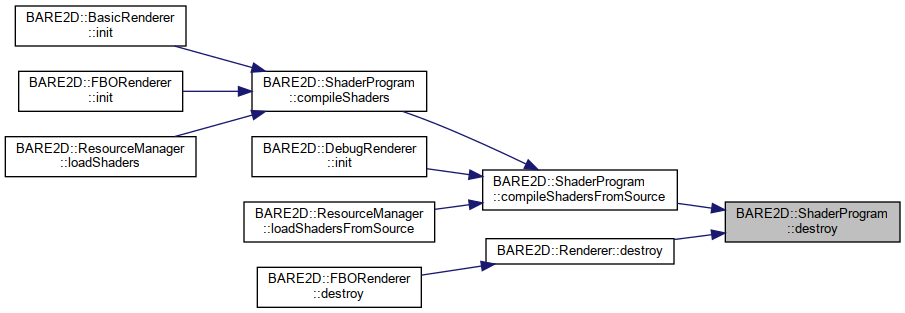 BARE2D::BasicRenderer
::init
BARE2D::FBORenderer
::init
BARE2D::ResourceManager
::loadShaders
BARE2D::ShaderProgram
::compileShaders
BARE2D::DebugRenderer
::init
BARE2D::ResourceManager
::loadShadersFromSource
BARE2D::FBORenderer
::destroy
BARE2D::ShaderProgram
::compileShadersFromSource
BARE2D::Renderer::destroy
BARE2D::ShaderProgram
::destroy